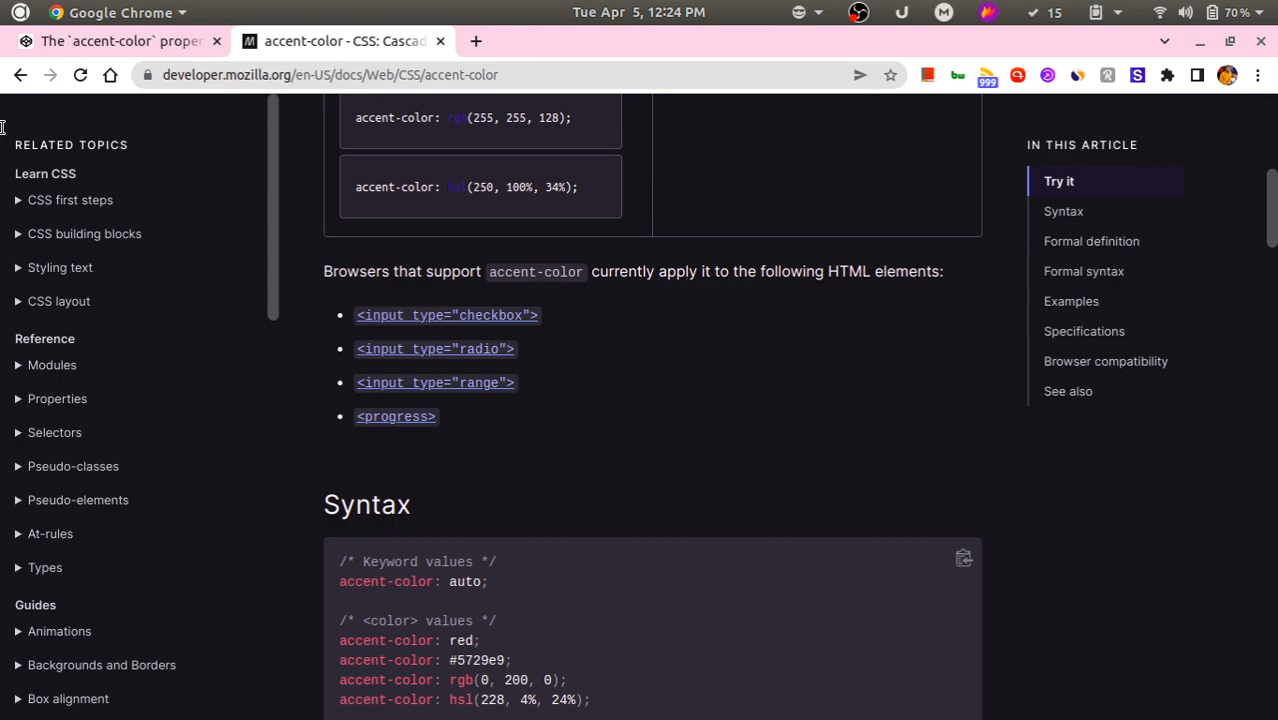 Google Chrome
Tue Apr 5, 12:24 PM
15
70 %
The `accent-color` proper
accent-color - CSS: Cascad
developer.mozilla.org/en-US/docs/Web/CSS/accent-color
999
RELATED TOPICS
Learn CSS
CSS first steps
CSS building blocks
Styling text
CSS layout
Reference
Modules
Properties
Selectors
Pseudo-classes
Pseudo-elements
At-rules
Types
Guides
Animations
Backgrounds and Borders
Box alignment
accent-color: rgb(255, 255, 128);
accent-color: hsl(250, 100%, 34%);
Browsers that support accent-color currently apply it to the following HTML elements:
<input type="checkbox">
<input type="radio">
<input type="range">
<progress>
Syntax
/* Keyword values */
accent-color: auto;
/* <color> values */
accent-color: red;
accent-color: #5729e9;
accent-color: rgb(0, 200, 0);
accent-color: hsl(228, 4%, 24%);
IN THIS ARTICLE
Try it
Syntax
Formal definition
Formal syntax
Examples
Specifications
Browser compatibility
See also